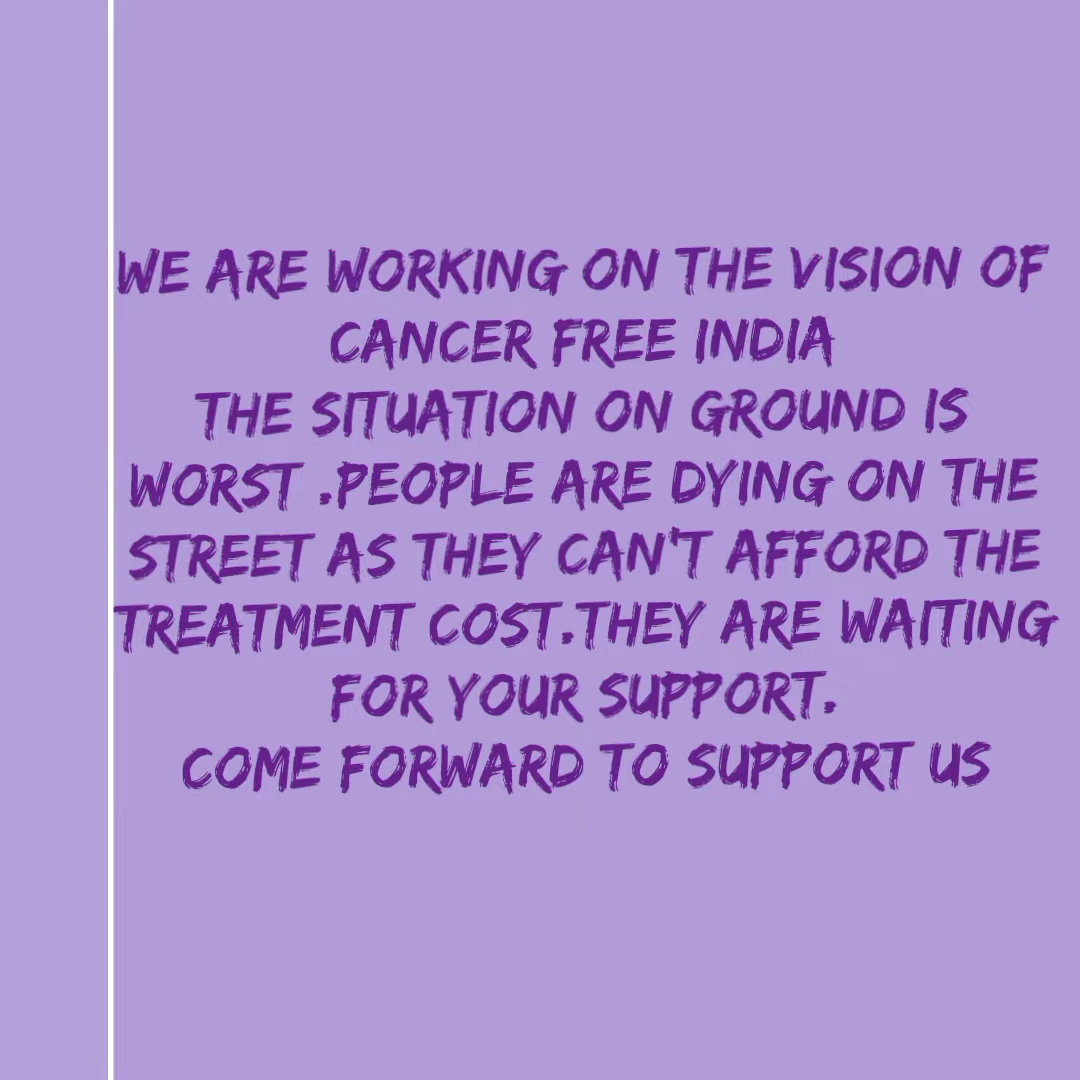 WE ARE WORKING ON THE VISION OF
CANCER FREE INDIA
THE SITUATION ON GROUND IS
WORST .PEOPLE ARE DYING ON THE
STREET AS THEY CAN'T AFFORD THE
TREATMENT COST.THEY ARE WAITING
FOR YOUR SUPPORT.
COME FORWARD TO SUPPORT US